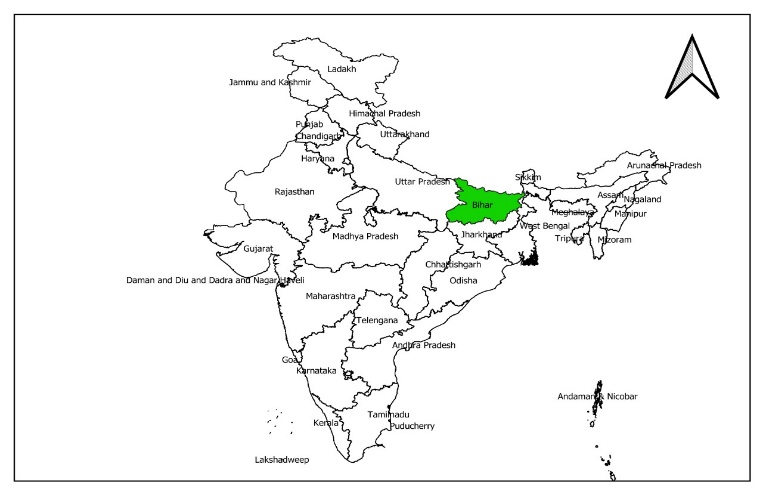 Ladakh
Jammu and Kashmir
Himachal Pradesh
Punjab
Chandigarh
Uttarakhand
Haryana
Arunachal Pradesh
Sikkim
Uttar Pradesh
Rajasthan
Assam
Nagaland
Bihar
Meghalaya
Manipur
West Bengal
Jharkhand
Madhya Pradesh
Tripura
Mizoram
Gujarat
Chhattisgarh
Daman and Diu and Dadra and Nagar Haveli
Odisha
Maharashtra
Telengana
Andhra Pradesh
Goa
Karnataka
Andaman & Nicobar
Tamilnadu
Kerala
Puducherry
Lakshadweep